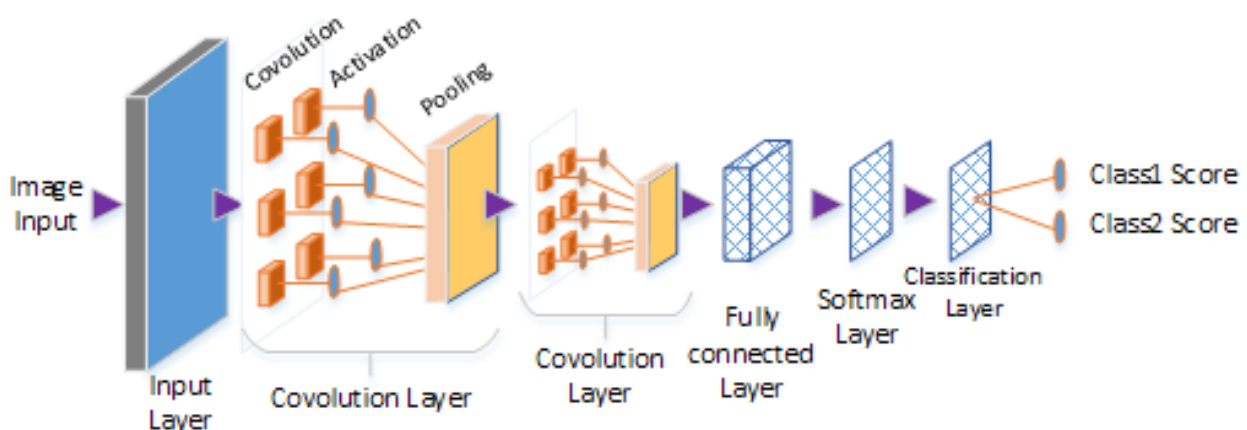 Covolution
Activation
Pooling
Image
Input
Class1 Score
Class2 Score
Input
Layer
Covolution Layer
Covolution
Layer
Fully
connected
Layer
Softmax
Layer
Classification
Layer